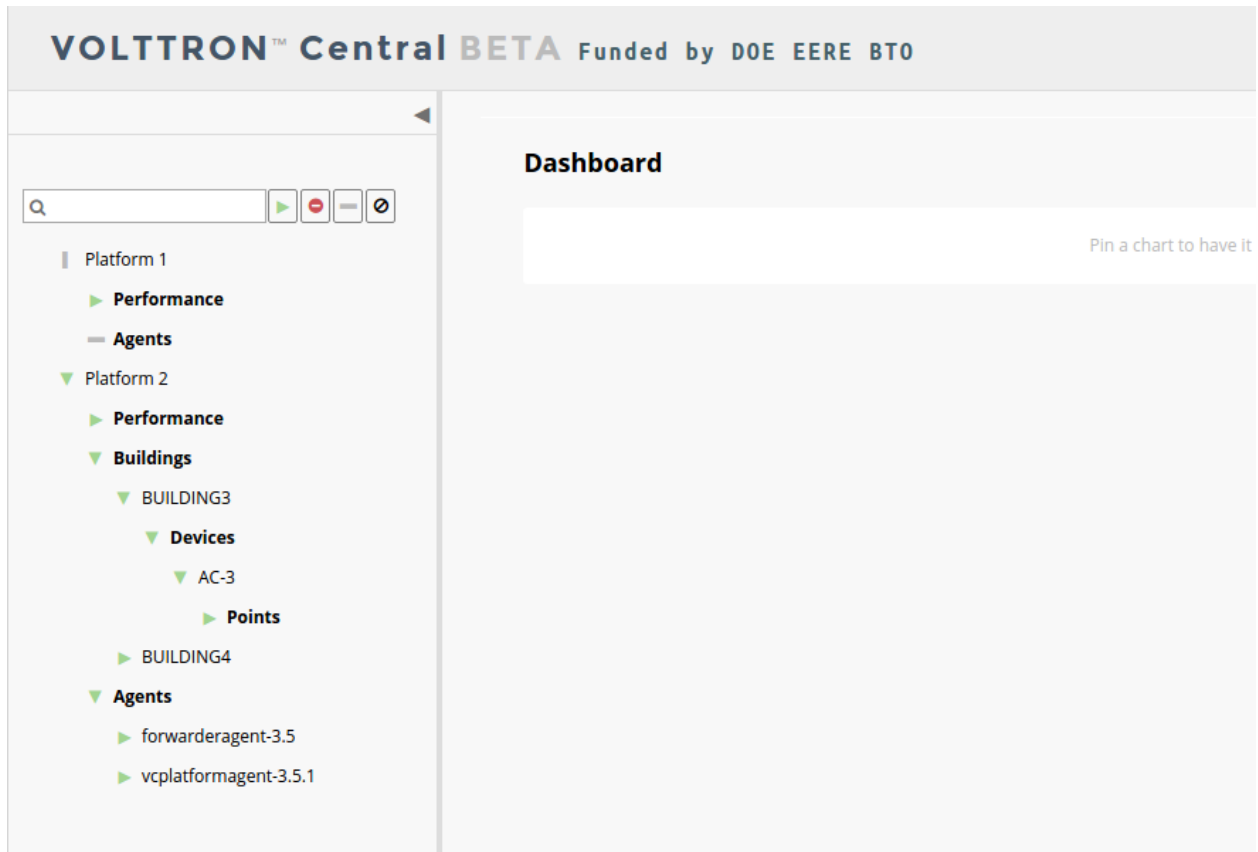 VOLTTRON™ Central BETA Funded by DOE EERE BTO
Dashboard
Pin a chart to have it
Platform 1
Performance
Agents
Platform 2
Performance
Buildings
BUILDING3
Devices
AC-3
Points
BUILDING4
Agents
forwarderagent-3.5
vcplatformagent-3.5.1